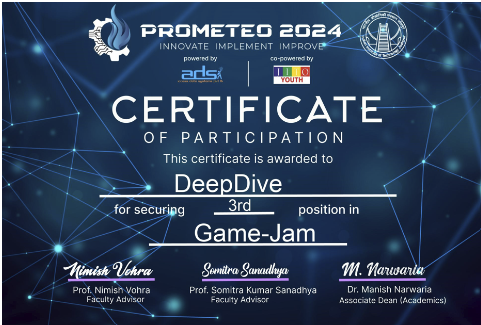 PROMETEO 2024
INNOVATE IMPLEMENT IMPROVE
powered by
co-powered by
ads
YOUTH
CERTIFICATE
OF PARTICIPATION
This certificate is awarded to
DeepDive
for securing 3rd position in
Game-Jam
Nimish Vohra
Somitra Sanadhya
M. Narwaria
Prof. Nimish Vohra
Faculty Advisor
Prof. Somitra Kumar Sanadhya
Faculty Advisor
Dr. Manish Narwaria
Associate Dean (Academics)